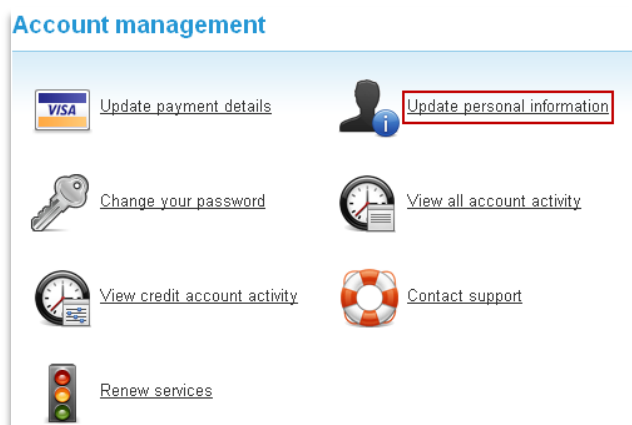 Account management
VISA Update payment details
Update personal information
Change your password
View all account activity
View credit account activity
Contact support
Renew services